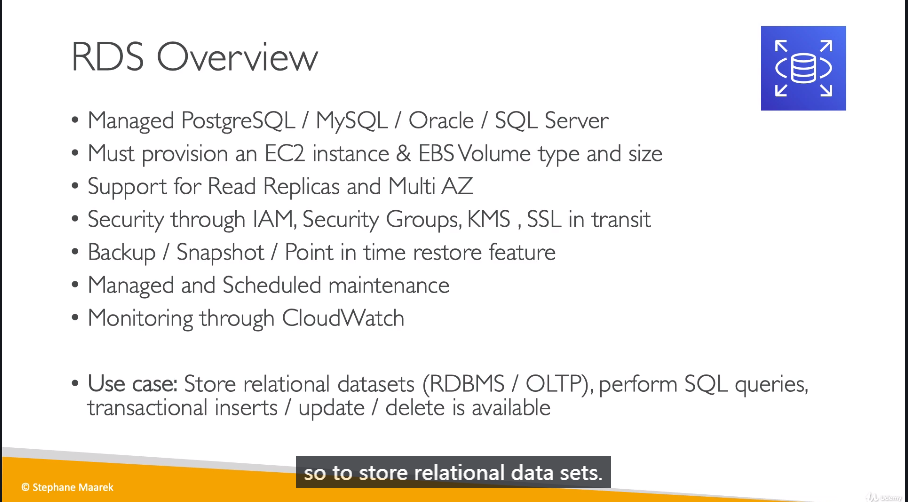 RDS Overview
• Managed PostgreSQL / MySQL / Oracle / SQL Server
• Must provision an EC2 instance & EBS Volume type and size
• Support for Read Replicas and Multi AZ
• Security through IAM, Security Groups, KMS , SSL in transit
• Backup / Snapshot / Point in time restore feature
• Managed and Scheduled maintenance
• Monitoring through CloudWatch
• Use case: Store relational datasets (RDBMS / OLTP), perform SQL queries,
transactional inserts / update / delete is available
so to store relational data sets.
© Stephane Maarek